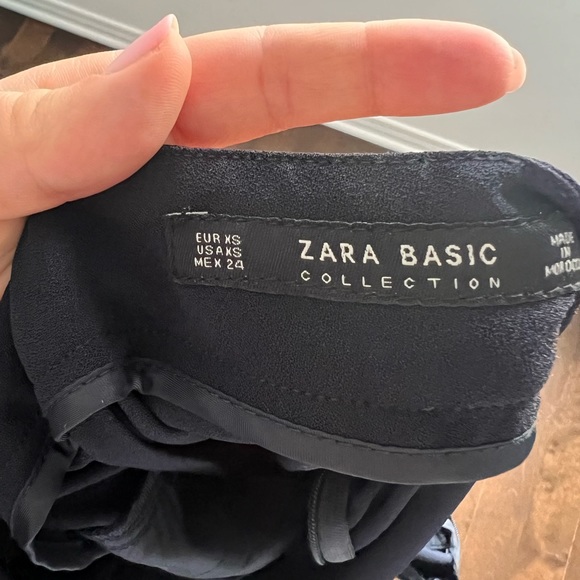 EUR XS
USA XS
MEX 24
ZARA BASIC
COLLECTION
MADE
IN
MOROCCO